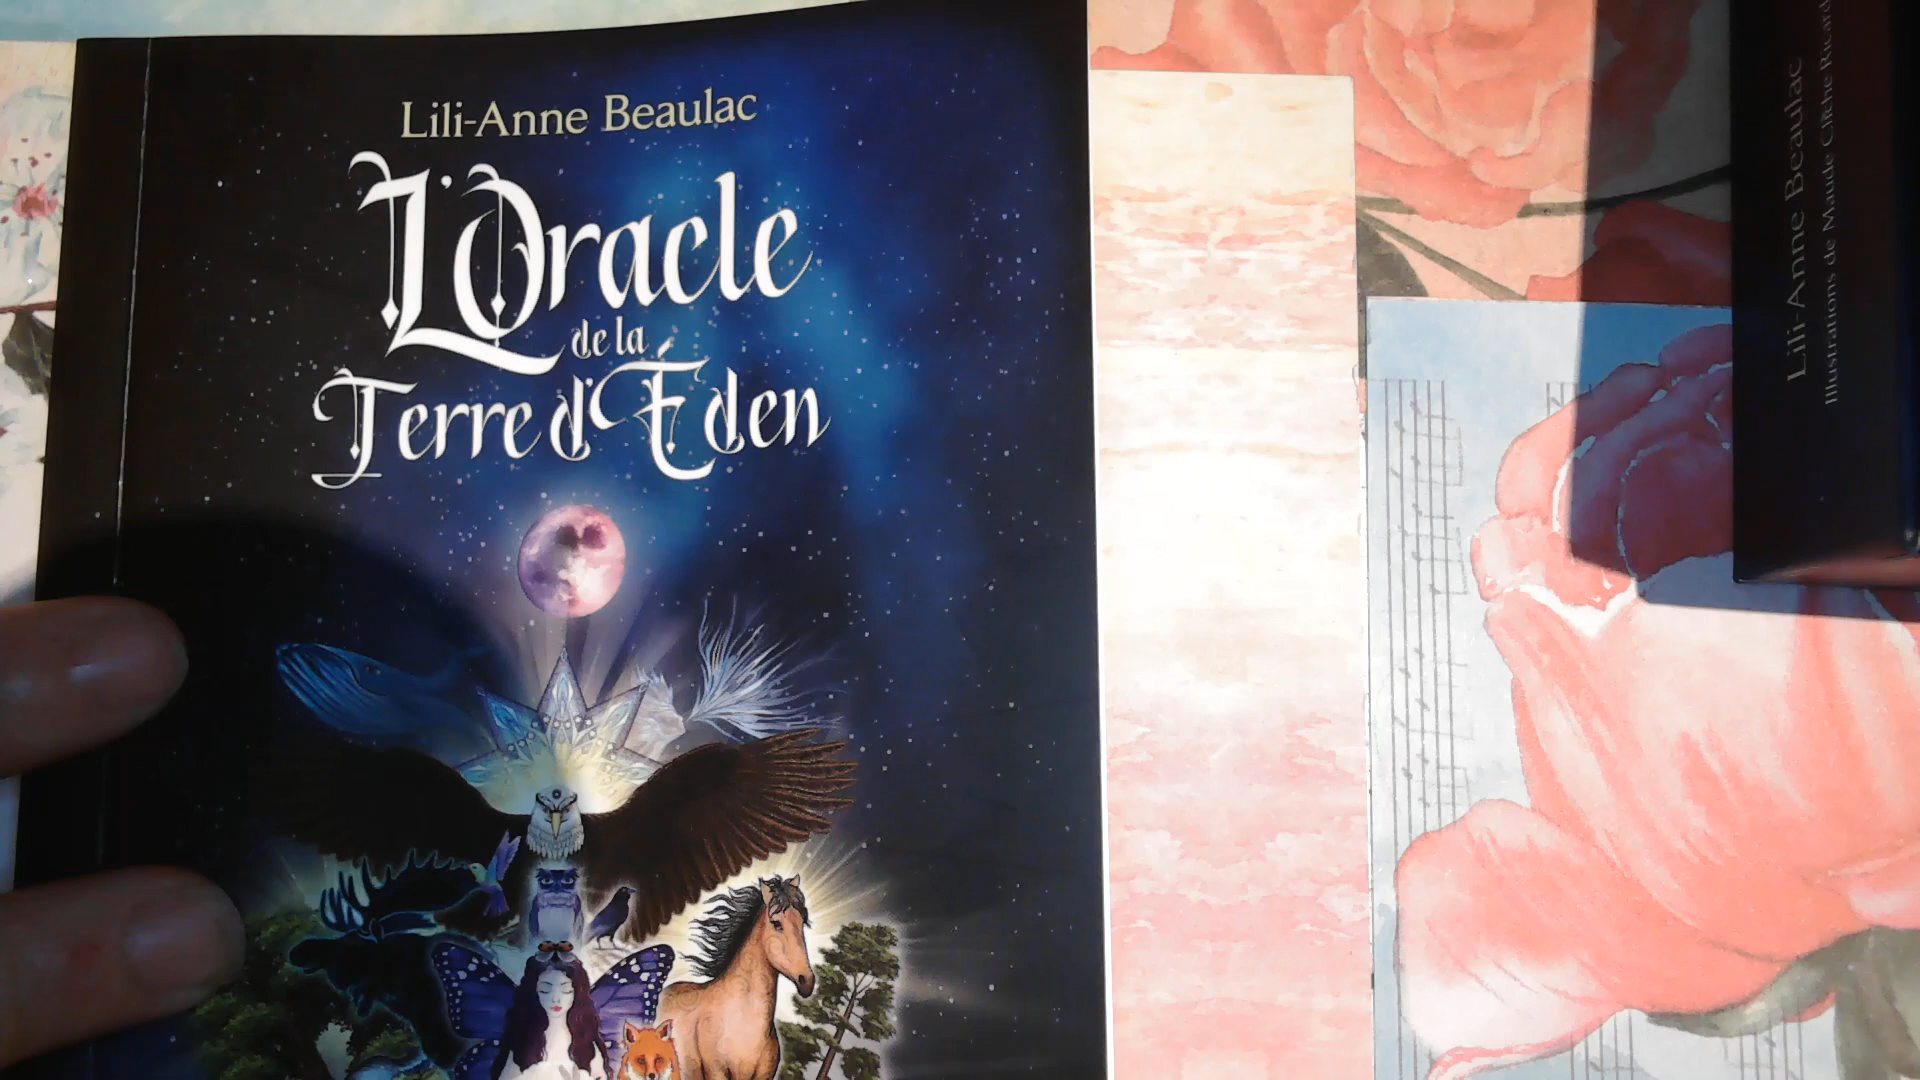 Lili-Anne Beaulac
L'Oracle
de la
Terre d'Éden
Lili-Anne Beaulac
Illustrations de Maude